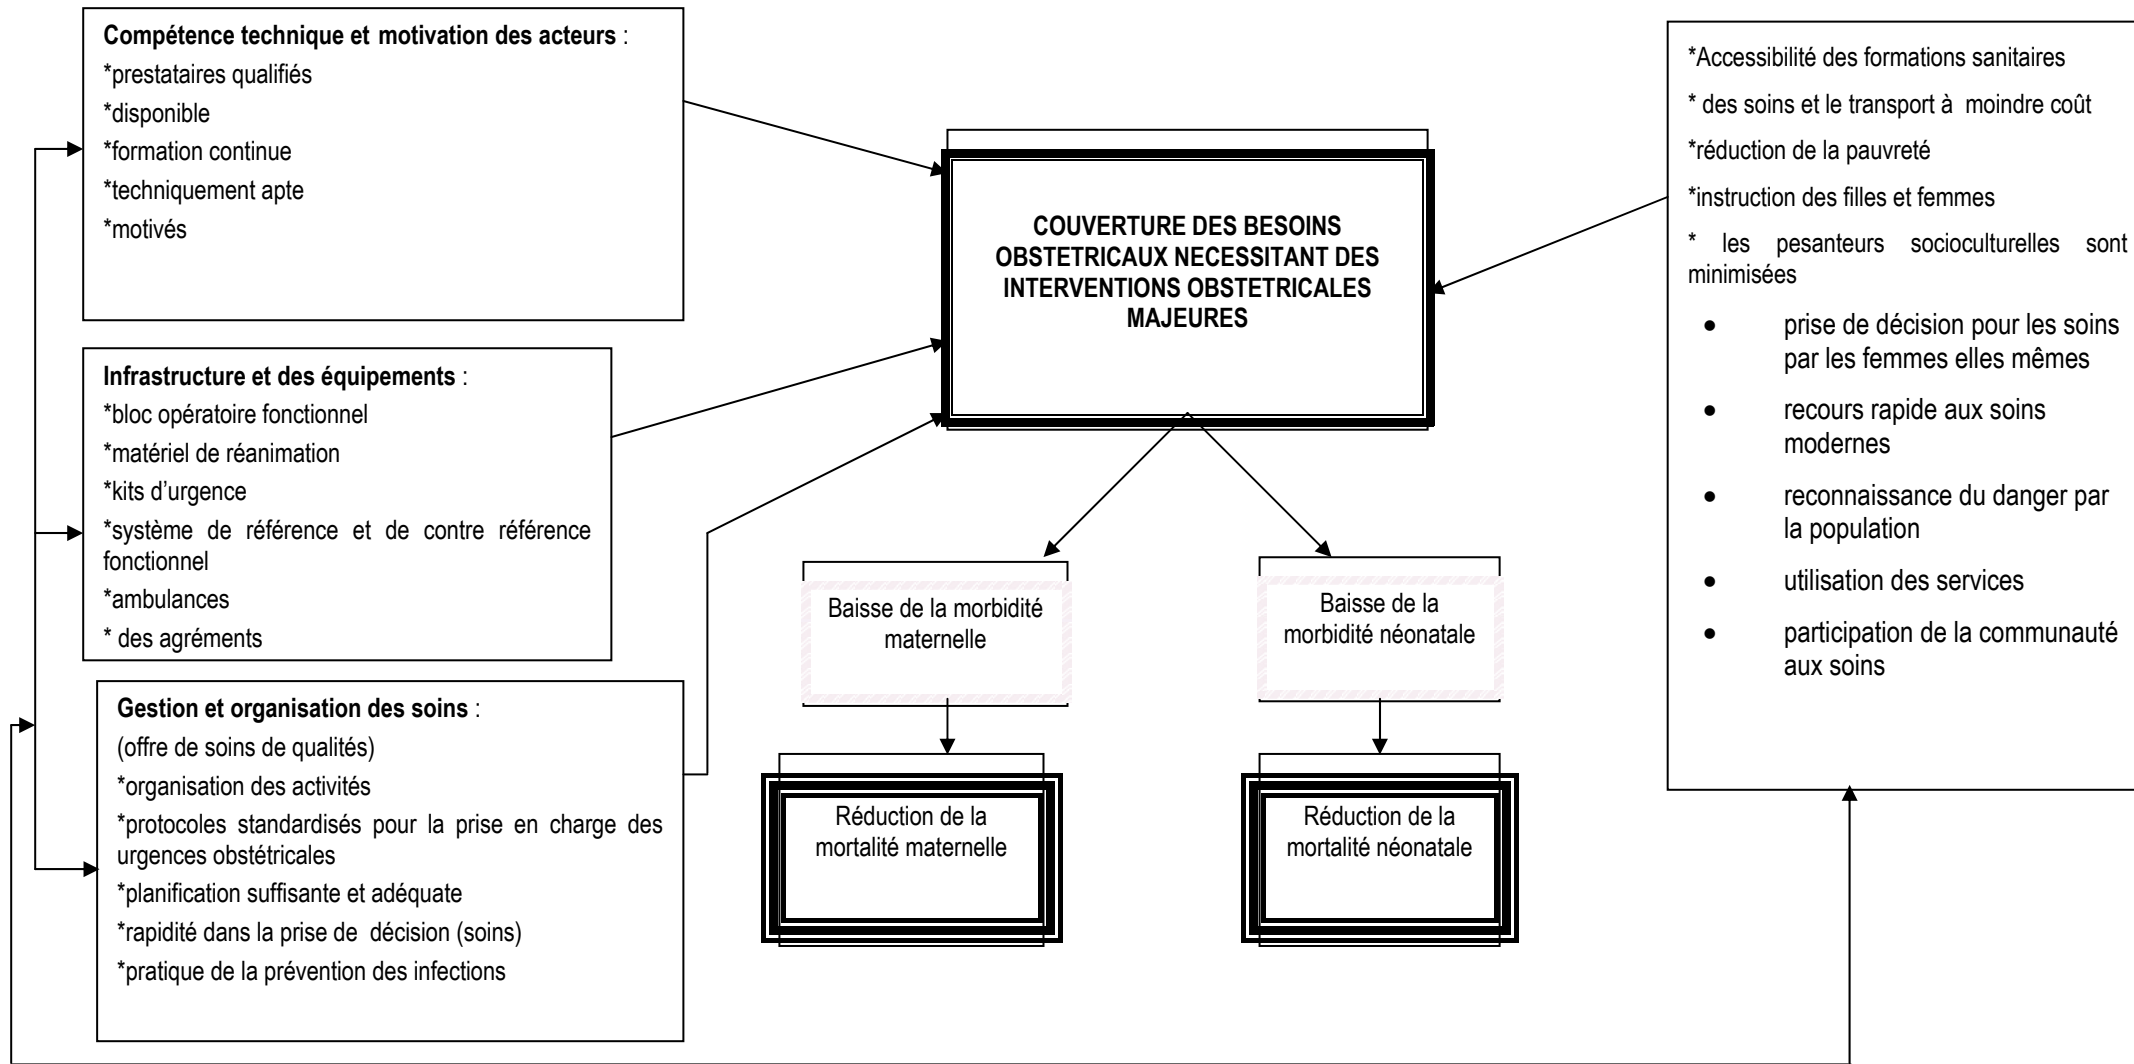 Compétence technique et motivation des acteurs :
*prestataires qualifiés
*disponible
*formation continue
*techniquement apte
*motivés
Infrastructure et des équipements :
*bloc opératoire fonctionnel
*matériel de réanimation
*kits d’urgence
*système de référence et de contre référence
fonctionnel
*ambulances
* des agréments
Gestion et organisation des soins :
(offre de soins de qualités)
*organisation des activités
*protocoles standardisés pour la prise en charge des
urgences obstétricales
*planification suffisante et adéquate
*rapidité dans la prise de décision (soins)
*pratique de la prévention des infections
COUVERTURE DES BESOINS
OBSTETRICAUX NECESSITANT DES
INTERVENTIONS OBSTETRICALES
MAJEURES
Baisse de la morbidité
maternelle
Baisse de la
morbidité néonatale
Réduction de la
mortalité maternelle
Réduction de la
mortalité néonatale
*Accessibilité des formations sanitaires
* des soins et le transport à moindre coût
*réduction de la pauvreté
*instruction des filles et femmes
* les pesanteurs socioculturelles sont
minimisées
• prise de décision pour les soins
par les femmes elles mêmes
• recours rapide aux soins
modernes
• reconnaissance du danger par
la population
• utilisation des services
• participation de la communauté
aux soins